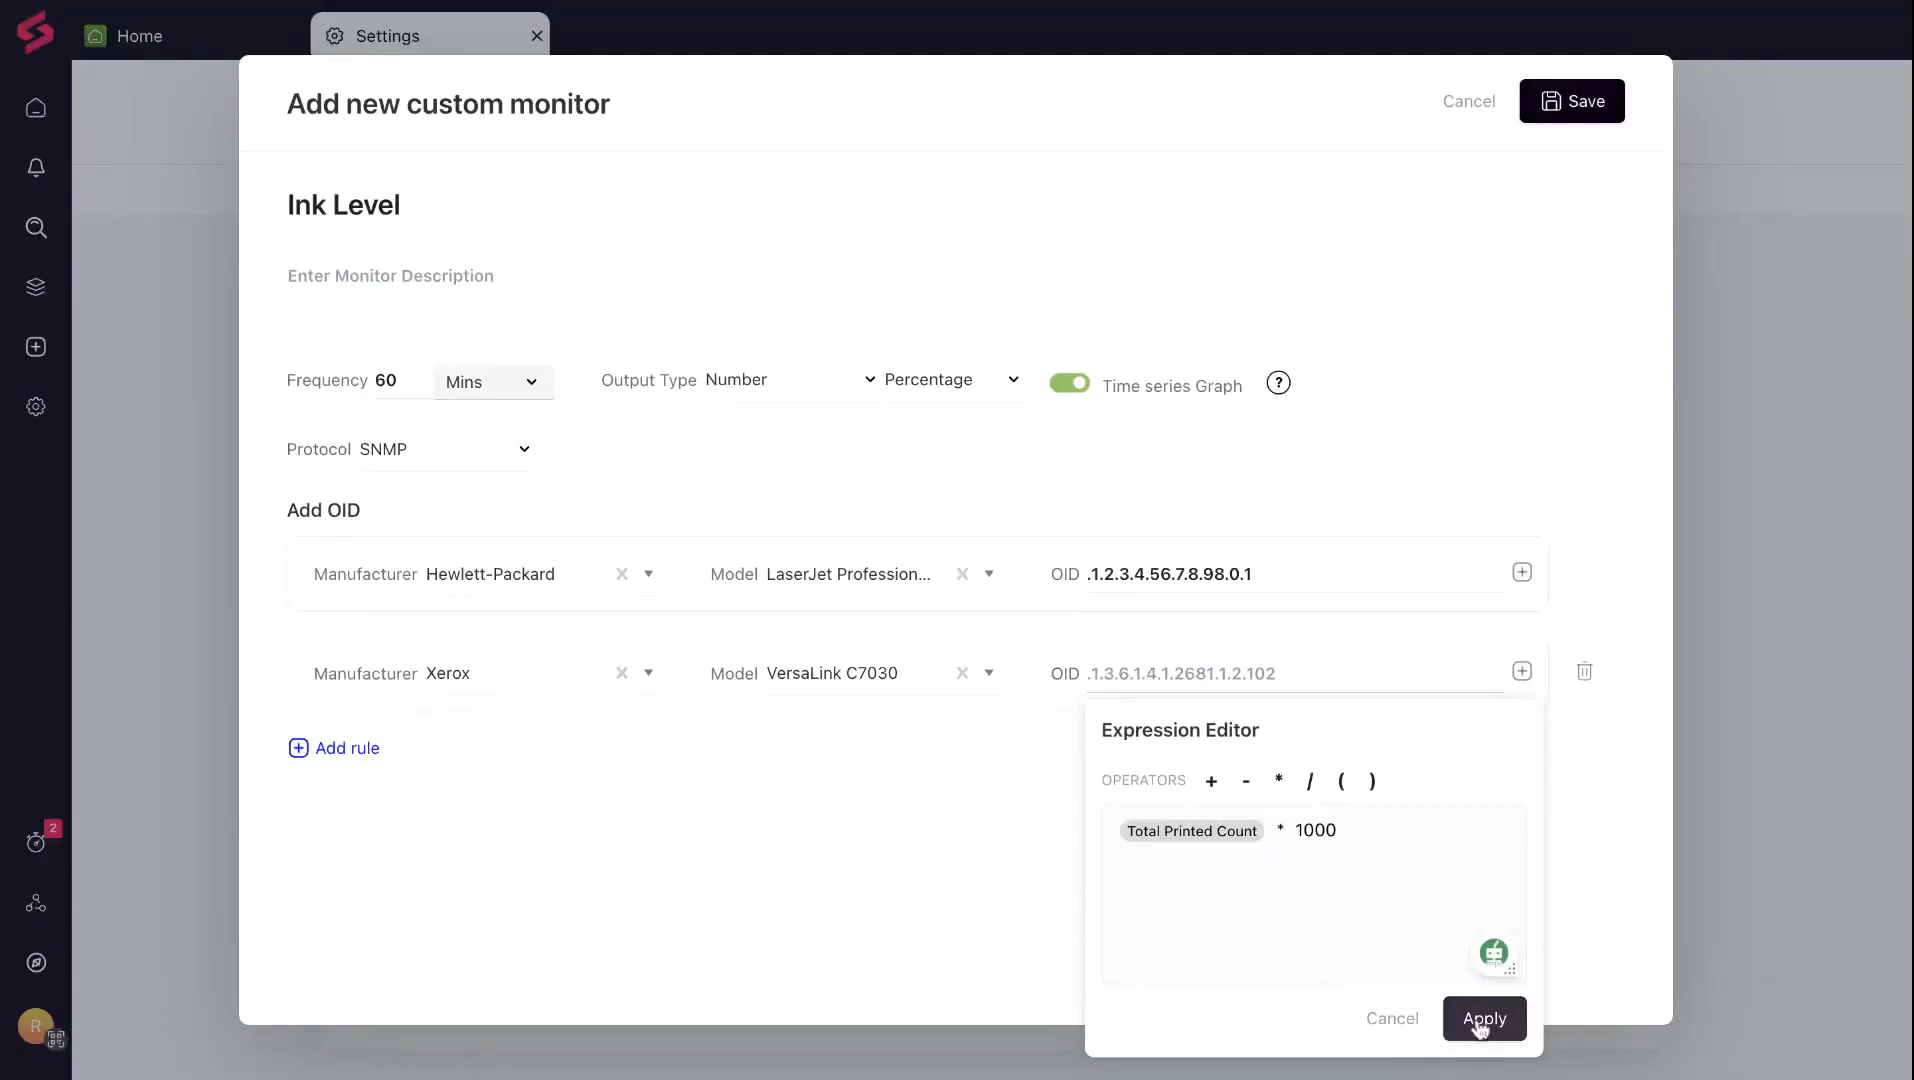 Home
Settings
Add new custom monitor
Cancel
Save
Ink Level
Enter Monitor Description
Frequency 60 Mins
Output Type Number Percentage
Time series Graph ?
Protocol SNMP
Add OID
Manufacturer Hewlett-Packard X Model LaserJet Profession... X OID .1.2.3.4.56.7.8.98.0.1
Manufacturer Xerox X Model VersaLink C7030 X OID .1.3.6.1.4.1.2681.1.2.102
Add rule
Expression Editor
OPERATORS + - * / ( )
Total Printed Count * 1000
Cancel
Apply
2
R